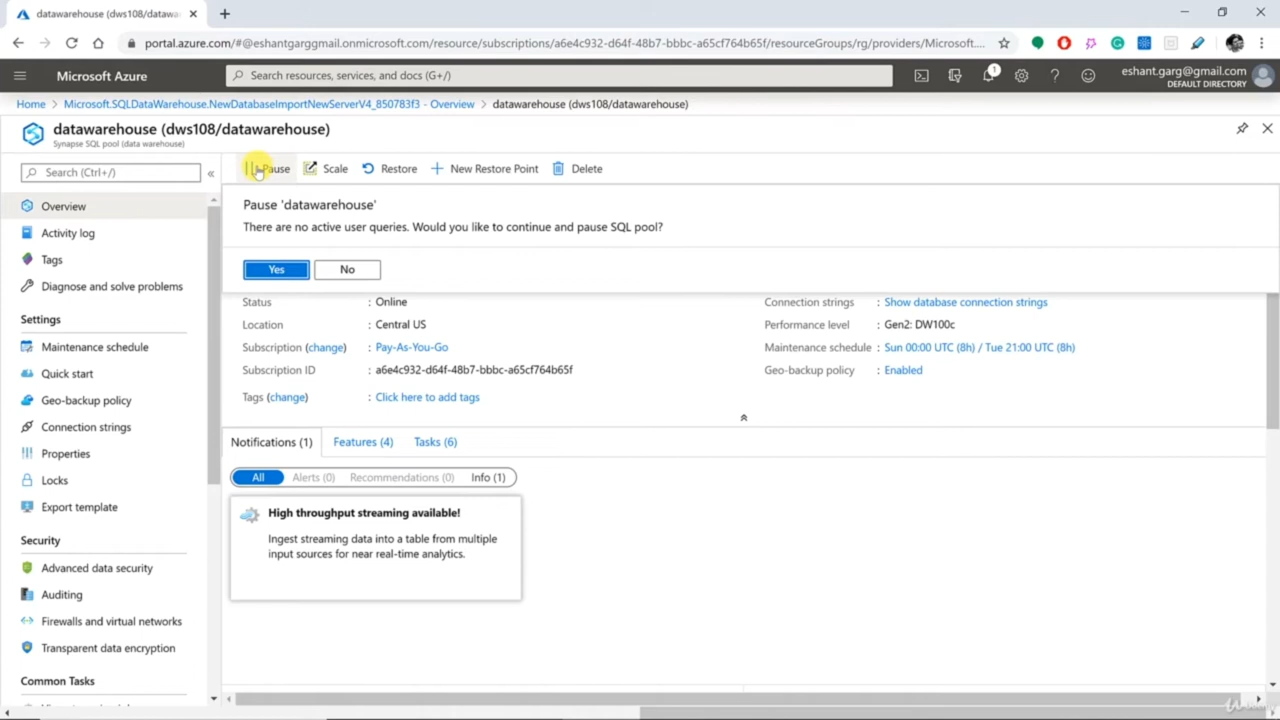 datawarehouse (dws108/datawa
portal.azure.com/#@eshantgarggmail.onmicrosoft.com/resource/subscriptions/a6e4c932-d64f-48b7-bbbc-a65cf764b65f/resourceGroups/rg/providers/Microsoft....
Microsoft Azure
Search resources, services, and docs (G+/)
1
eshant.garg@gmail.com
DEFAULT DIRECTORY
Home > Microsoft.SQLDataWarehouse.NewDatabaseImportNewServerV4_850783f3 - Overview > datawarehouse (dws108/datawarehouse)
datawarehouse (dws108/datawarehouse)
Synapse SQL pool (data warehouse)
Search (Ctrl+/)
Pause
Scale
Restore
New Restore Point
Delete
Pause 'datawarehouse'
There are no active user queries. Would you like to continue and pause SQL pool?
Yes
No
Overview
Activity log
Tags
Diagnose and solve problems
Settings
Maintenance schedule
Quick start
Geo-backup policy
Connection strings
Properties
Locks
Export template
Security
Advanced data security
Auditing
Firewalls and virtual networks
Transparent data encryption
Common Tasks
Status : Online
Location : Central US
Subscription (change) : Pay-As-You-Go
Subscription ID : a6e4c932-d64f-48b7-bbbc-a65cf764b65f
Tags (change) : Click here to add tags
Connection strings : Show database connection strings
Performance level : Gen2: DW100c
Maintenance schedule : Sun 00:00 UTC (8h) / Tue 21:00 UTC (8h)
Geo-backup policy : Enabled
Notifications (1)
Features (4)
Tasks (6)
All
Alerts (0)
Recommendations (0)
Info (1)
High throughput streaming available!
Ingest streaming data into a table from multiple
input sources for near real-time analytics.